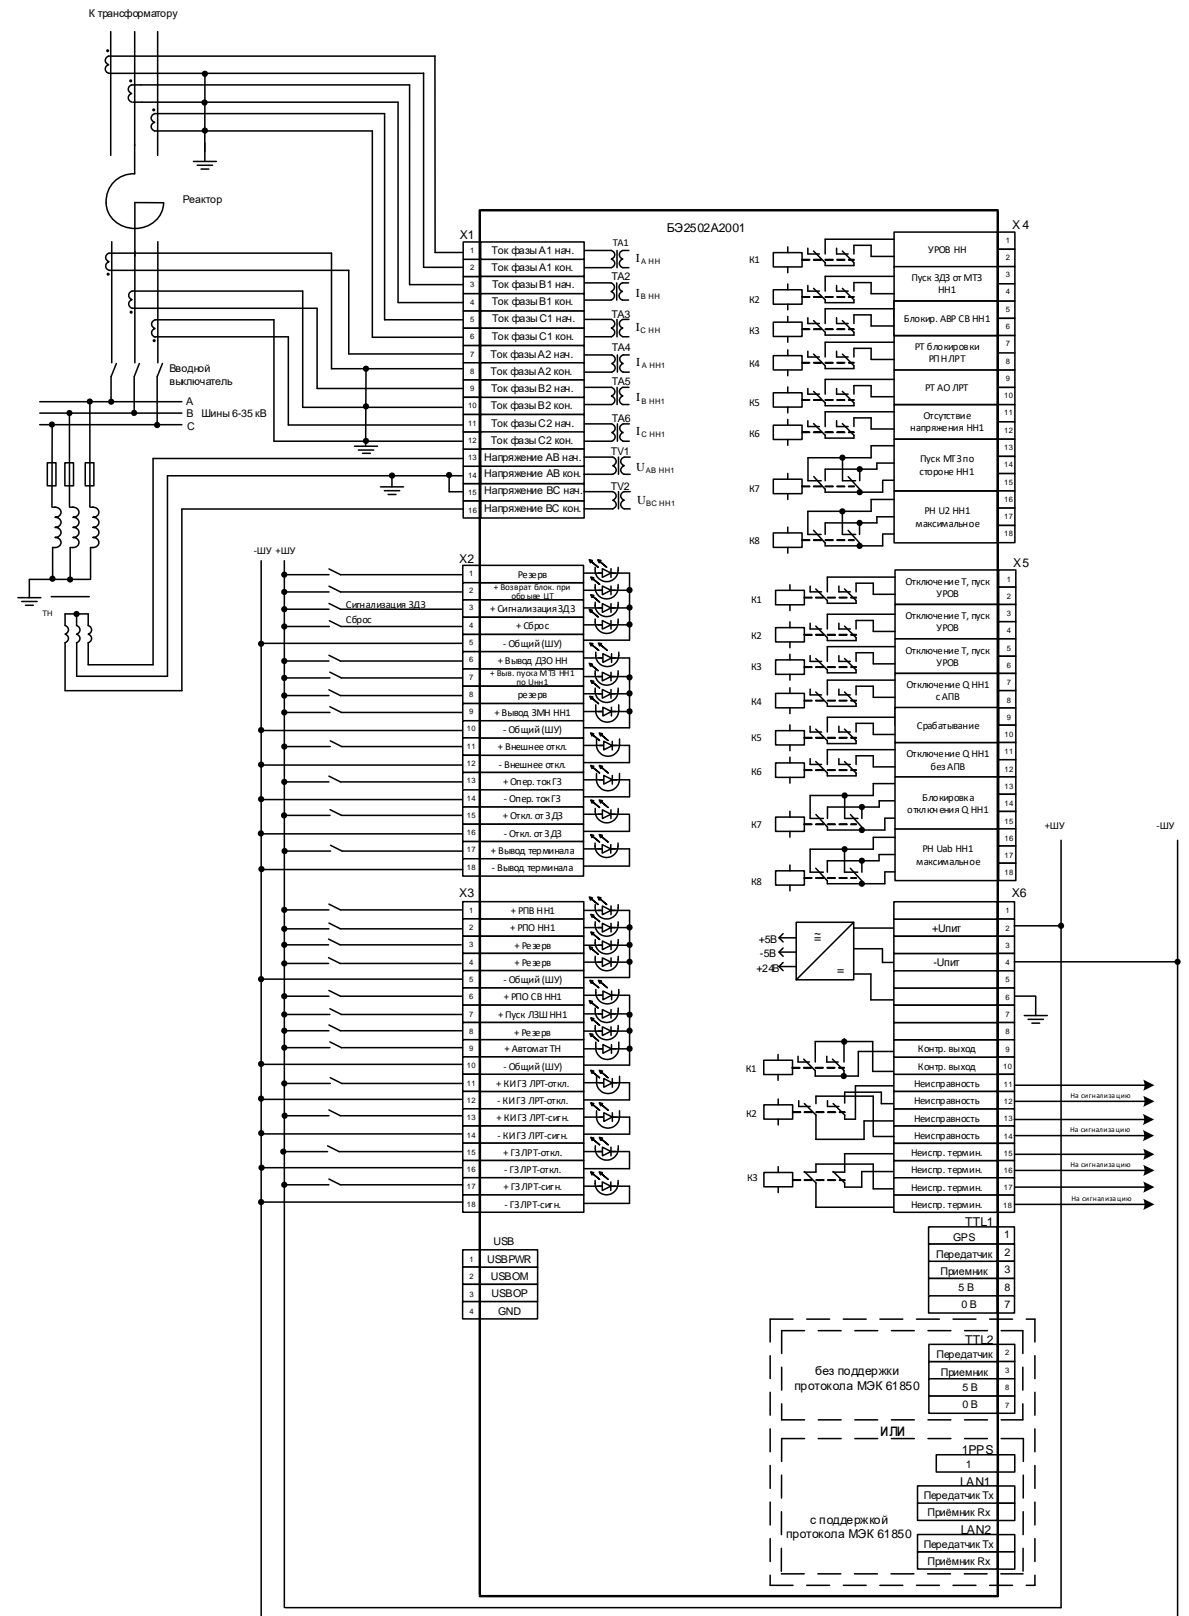 К трансформатору
Реактор
Вводной
выключатель
А
В
С
Шины 6-35 кВ
ТН
-ШУ +ШУ
Сигнализация ЗДЗ
Сброс
БЭ2502А2001
X1
1 Ток фазы А1 нач.
2 Ток фазы А1 кон.
3 Ток фазы В1 нач.
4 Ток фазы В1 кон.
5 Ток фазы С1 нач.
6 Ток фазы С1 кон.
7 Ток фазы А2 нач.
8 Ток фазы А2 кон.
9 Ток фазы В2 нач.
10 Ток фазы В2 кон.
11 Ток фазы С2 нач.
12 Ток фазы С2 кон.
13 Напряжение АВ нач.
14 Напряжение АВ кон.
15 Напряжение ВС нач.
16 Напряжение ВС кон.
TA1
I А НН
TA2
I В НН
TA3
I С НН
TA4
I А НН1
TA5
I В НН1
TA6
I С НН1
TV1
U АВ НН1
TV2
U ВС НН1
X2
1 Резерв
2 + Возврат блок. при обрыве ЦТ
3 + Сигнализация ЗДЗ
4 + Сброс
5 - Общий (ШУ)
6 + Вывод ДЗО НН
7 + Выв. пуска МТЗ НН1 по Uнн1
8 резерв
9 + Вывод ЗМН НН1
10 - Общий (ШУ)
11 + Внешнее откл.
12 - Внешнее откл.
13 + Опер. ток ГЗ
14 - Опер. ток ГЗ
15 + Откл. от ЗДЗ
16 - Откл. от ЗДЗ
17 + Вывод терминала
18 - Вывод терминала
X3
1 + РПВ НН1
2 + РПО НН1
3 + Резерв
4 + Резерв
5 - Общий (ШУ)
6 + РПО СВ НН1
7 + Пуск ЛЗШ НН1
8 + Резерв
9 + Автомат ТН
10 - Общий (ШУ)
11 + КИ ГЗ ЛРТ-откл.
12 - КИ ГЗ ЛРТ-откл.
13 + КИ ГЗ ЛРТ-сигн.
14 - КИ ГЗ ЛРТ-сигн.
15 + ГЗ ЛРТ-откл.
16 - ГЗ ЛРТ-откл.
17 + ГЗ ЛРТ-сигн.
18 - ГЗ ЛРТ-сигн.
USB
1 USBPWR
2 USBOM
3 USBOP
4 GND
X4
К1 УРОВ НН 1 2
К2 Пуск ЗДЗ от МТЗ НН1 3 4
К3 Блокир. АВР СВ НН1 5 6
К4 РТ блокировки РПН ЛРТ 7 8
К5 РТ АО ЛРТ 9 10
К6 Отсутствие напряжения НН1 11 12
К7 Пуск МТЗ по стороне НН1 13 14 15
К8 РН U2 НН1 максимальное 16 17 18
X5
К1 Отключение Т, пуск УРОВ 1 2
К2 Отключение Т, пуск УРОВ 3 4
К3 Отключение Т, пуск УРОВ 5 6
К4 Отключение Q НН1 с АПВ 7 8
К5 Срабатывание 9 10
К6 Отключение Q НН1 без АПВ 11 12
К7 Блокировка отключения Q НН1 13 14 15
К8 РН Uab НН1 максимальное 16 17 18
+ШУ
-ШУ
X6
+5В
-5В
+24В
≃
=
1
+Uпит 2
3
-Uпит 4
5
6
7
8
К1
Контр. выход 9
Контр. выход 10
К2
Неисправность 11
Неисправность 12 На сигнализацию
Неисправность 13
Неисправность 14 На сигнализацию
К3
Неиспр. термин. 15
Неиспр. термин. 16 На сигнализацию
Неиспр. термин. 17
Неиспр. термин. 18 На сигнализацию
TTL1
GPS 1
Передатчик 2
Приемник 3
5 В 8
0 В 7
TTL2
Передатчик 2
Приемник 3
5 В 8
0 В 7
без поддержки
протокола МЭК 61850
ИЛИ
1PPS
1
LAN1
Передатчик Тх
Приёмник Rx
LAN2
Передатчик Тх
Приёмник Rx
с поддержкой
протокола МЭК 61850